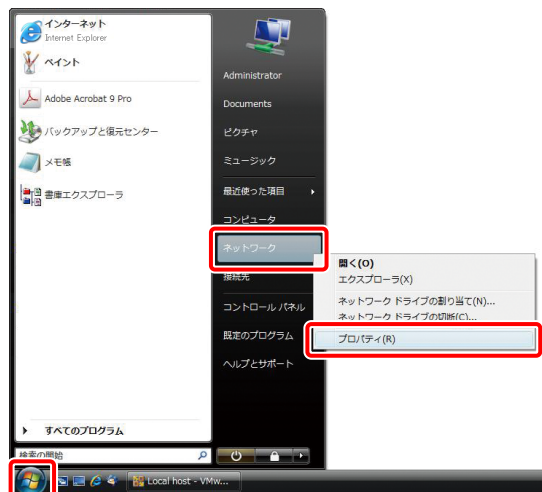 インターネット
Internet Explorer
ペイント
Adobe Acrobat 9 Pro
バックアップと復元センター
メモ帳
書庫エクスプローラ
すべてのプログラム
検索の開始
Administrator
Documents
ピクチャ
ミュージック
最近使った項目
コンピュータ
ネットワーク
接続先
コントロール パネル
既定のプログラム
ヘルプとサポート
開く(O)
エクスプローラ(X)
ネットワーク ドライブの割り当て(N)...
ネットワーク ドライブの切断(C)...
プロパティ(R)
Local host - VMw...